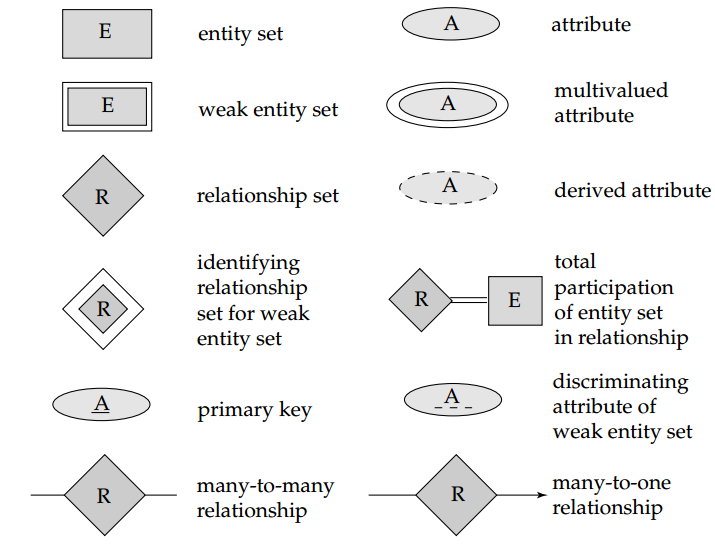 E
entity set
A
attribute
E
weak entity set
A
multivalued
attribute
R
relationship set
A
derived attribute
R
identifying
relationship
set for weak
entity set
R
E
total
participation
of entity set
in relationship
A
primary key
A
discriminating
attribute of
weak entity set
R
many-to-many
relationship
R
many-to-one
relationship